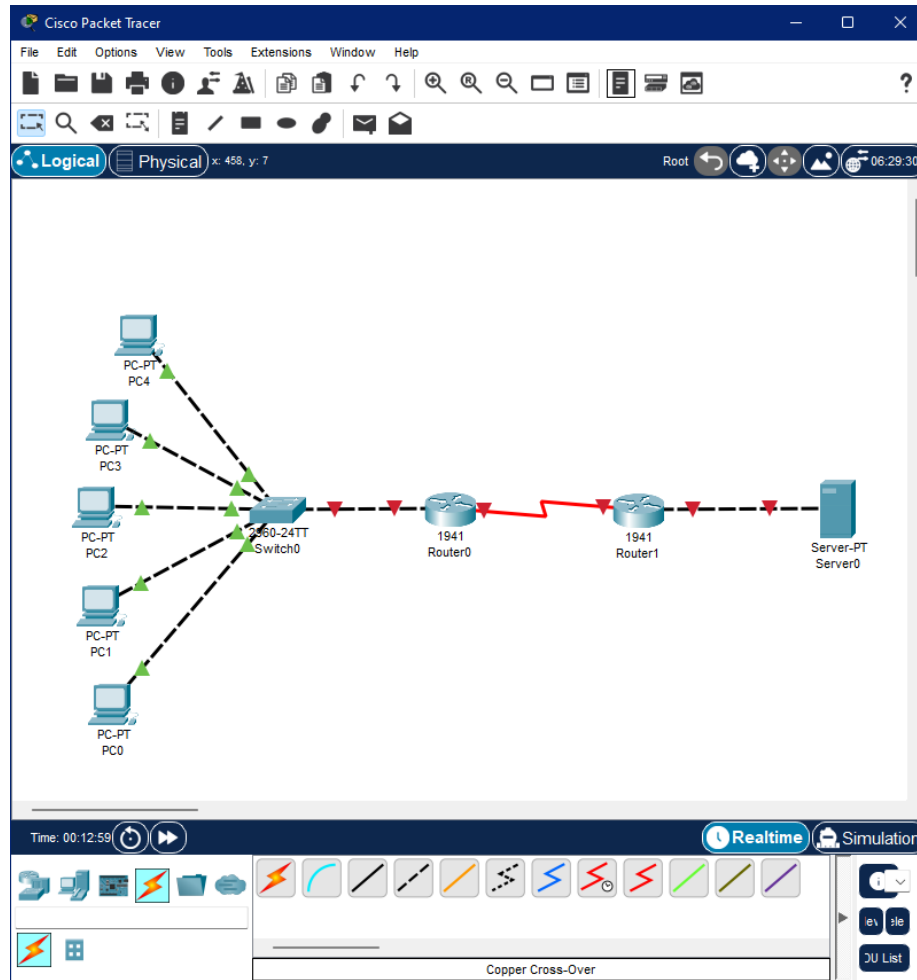 Cisco Packet Tracer
File Edit Options View Tools Extensions Window Help
Logical Physical x: 458, y: 7 Root 06:29:30
PC-PT
PC4
PC-PT
PC3
PC-PT
PC2
2960-24TT
Switch0
1941
Router0
1941
Router1
Server-PT
Server0
PC-PT
PC1
PC-PT
PC0
Time: 00:12:59 Realtime Simulation
Copper Cross-Over
DU List